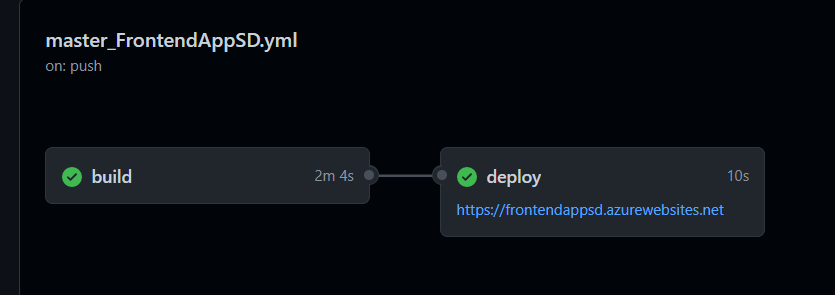 master_FrontendAppSD.yml
on: push
build 2m 4s
deploy 10s
https://frontendappsd.azurewebsites.net